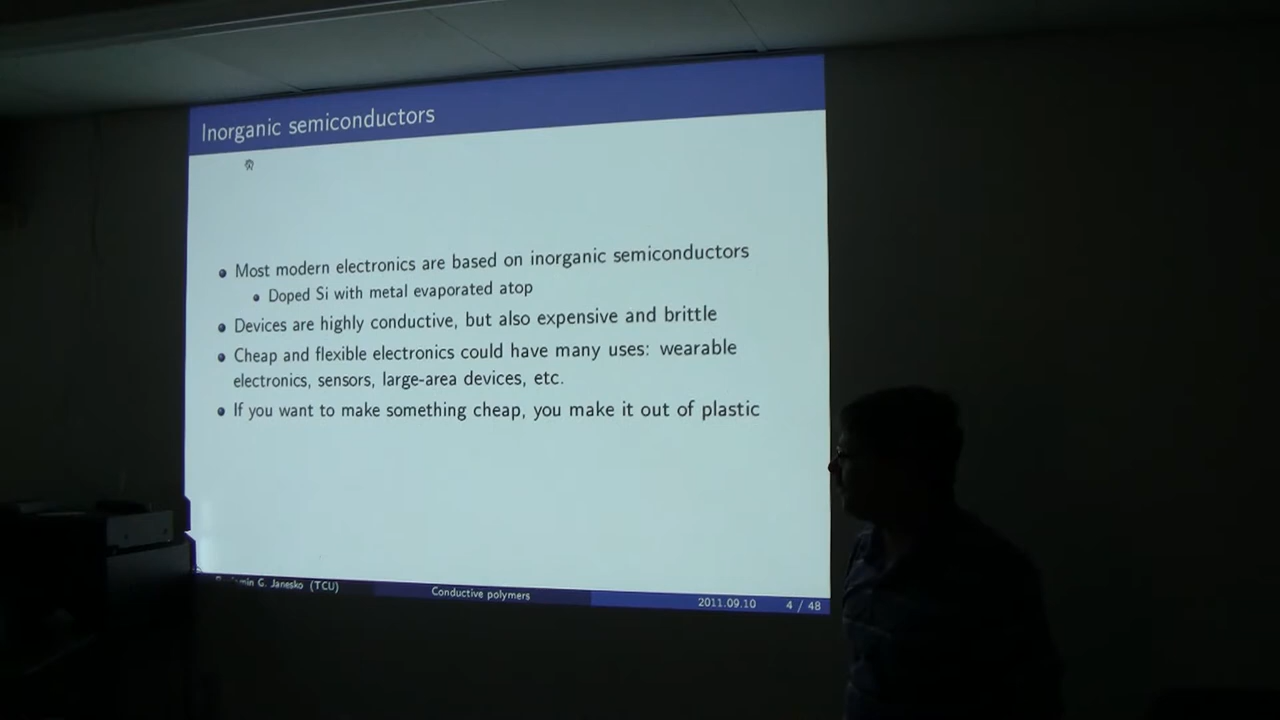 Inorganic semiconductors
• Most modern electronics are based on inorganic semiconductors
• Doped Si with metal evaporated atop
• Devices are highly conductive, but also expensive and brittle
• Cheap and flexible electronics could have many uses: wearable
electronics, sensors, large-area devices, etc.
• If you want to make something cheap, you make it out of plastic
Benjamin G. Janesko (TCU) Conductive polymers 2011.09.10 4 / 48